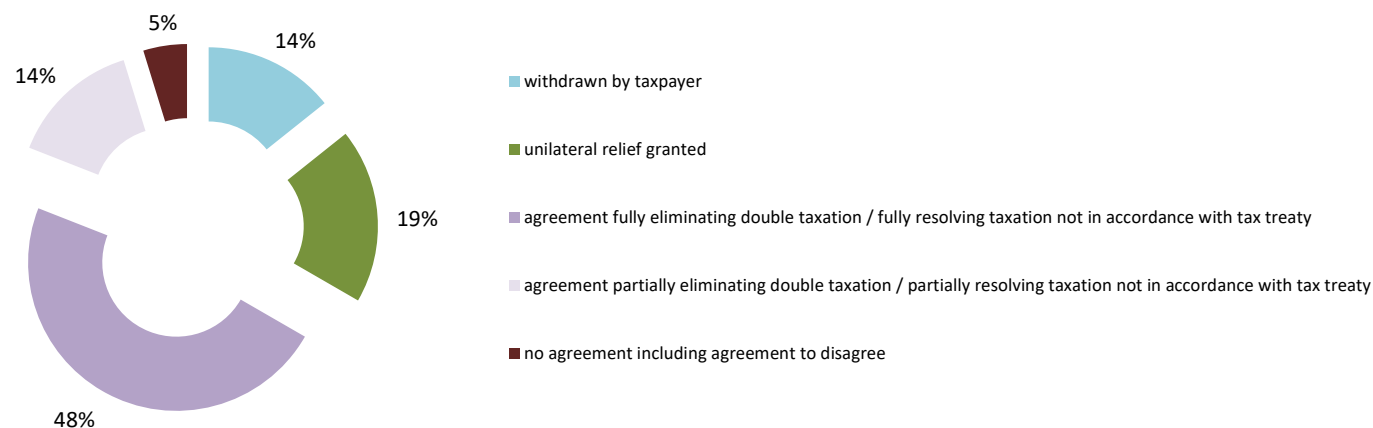 5%
14%
14%
19%
48%
withdrawn by taxpayer
unilateral relief granted
agreement fully eliminating double taxation / fully resolving taxation not in accordance with tax treaty
agreement partially eliminating double taxation / partially resolving taxation not in accordance with tax treaty
no agreement including agreement to disagree